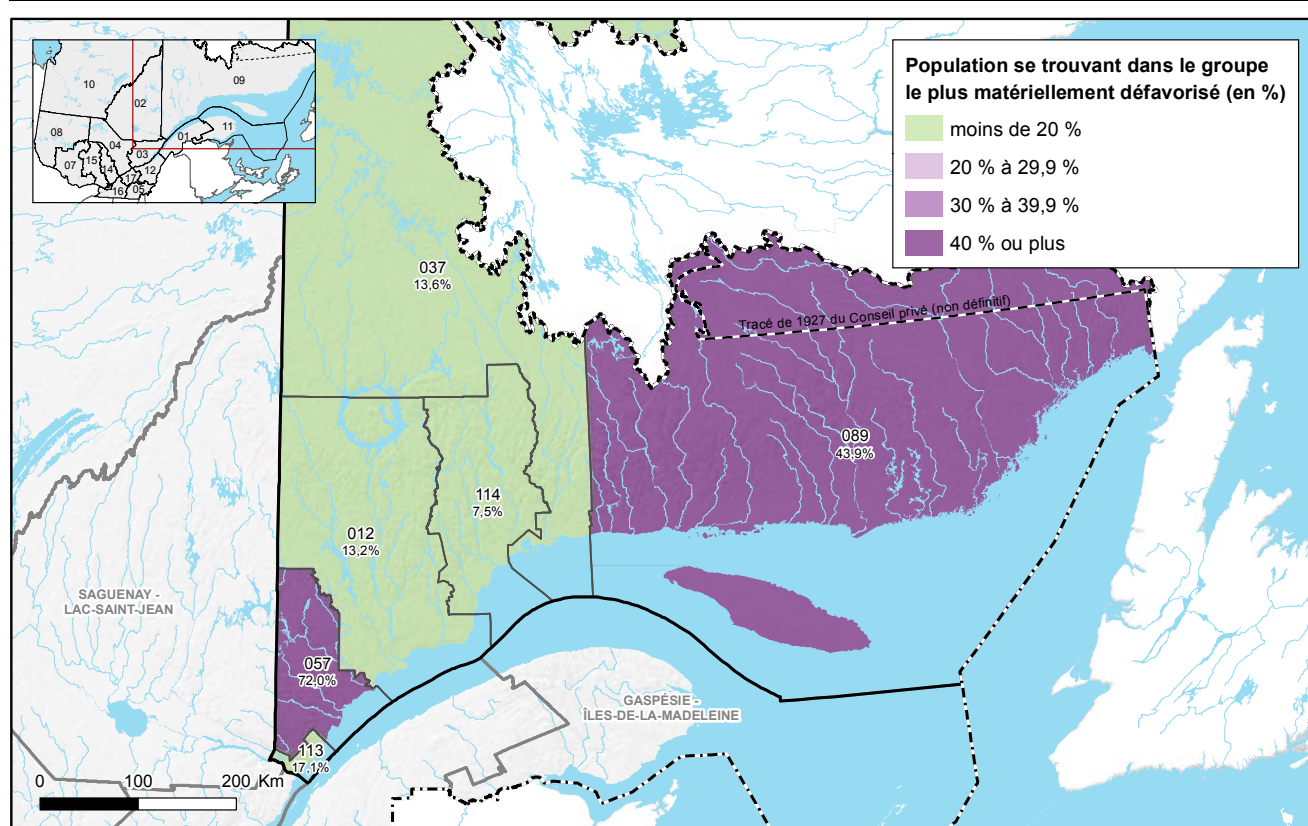 10
09
02
08
04
01
11
07
15
14
03
12
17
16
05
Population se trouvant dans le groupe
le plus matériellement défavorisé (en %)
moins de 20 %
20 % à 29,9 %
30 % à 39,9 %
40 % ou plus
037
13,6%
Tracé de 1927 du Conseil privé (non définitif)
089
43,9%
114
7,5%
012
13,2%
SAGUENAY -
LAC-SAINT-JEAN
057
72,0%
GASPÉSIE -
ÎLES-DE-LA-MADELEINE
113
17,1%
0 100 200 Km